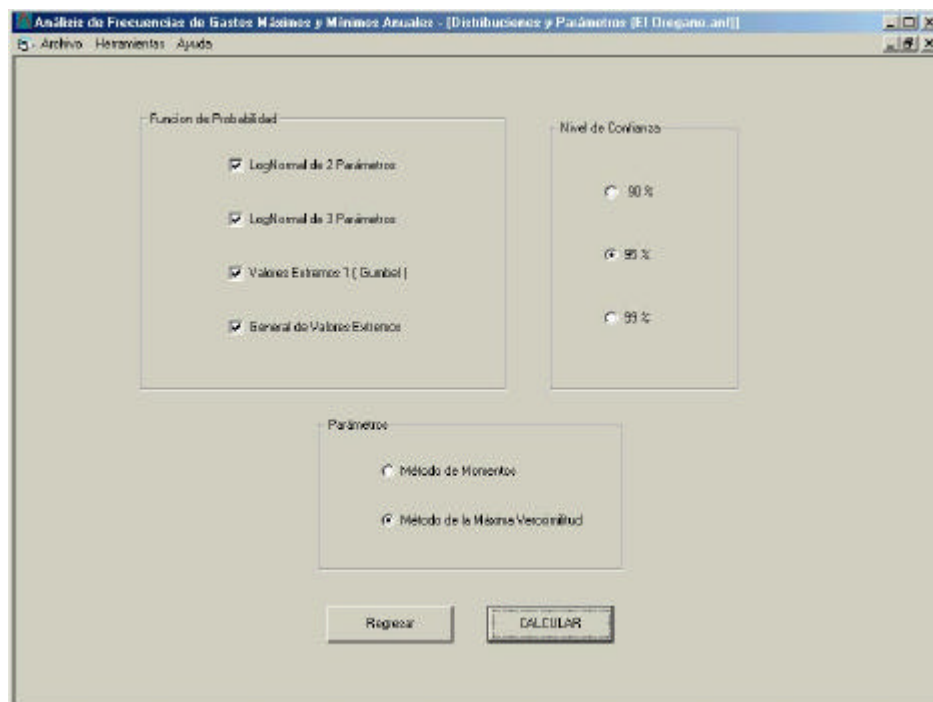 Análisis de Frecuencias de Gastos Máximos y Mínimos Anuales - [Distribuciones y Parámetros (El Oregano.anf)]
Archivo Herramientas Ayuda
Funcion de Probabilidad
LogNormal de 2 Parámetros
LogNormal de 3 Parámetros
Valores Extremos 1 ( Gumbel )
General de Valores Extremos
Nivel de Confianza
90 %
95 %
99 %
Parámetros
Método de Momentos
Método de la Máxima Verosimilitud
Regresar
CALCULAR